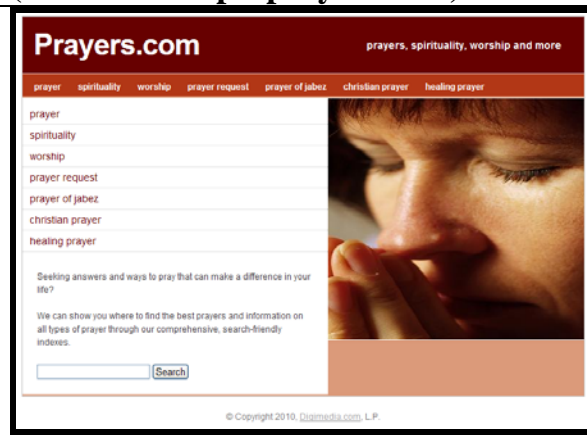 Prayers.com
prayers, spirituality, worship and more
prayer spirituality worship prayer request prayer of jabez christian prayer healing prayer
prayer
spirituality
worship
prayer request
prayer of jabez
christian prayer
healing prayer
Seeking answers and ways to pray that can make a difference in your
life?
We can show you where to find the best prayers and information on
all types of prayer through our comprehensive, search-friendly
indexes.
Search
© Copyright 2010, Digimedia.com, L.P.